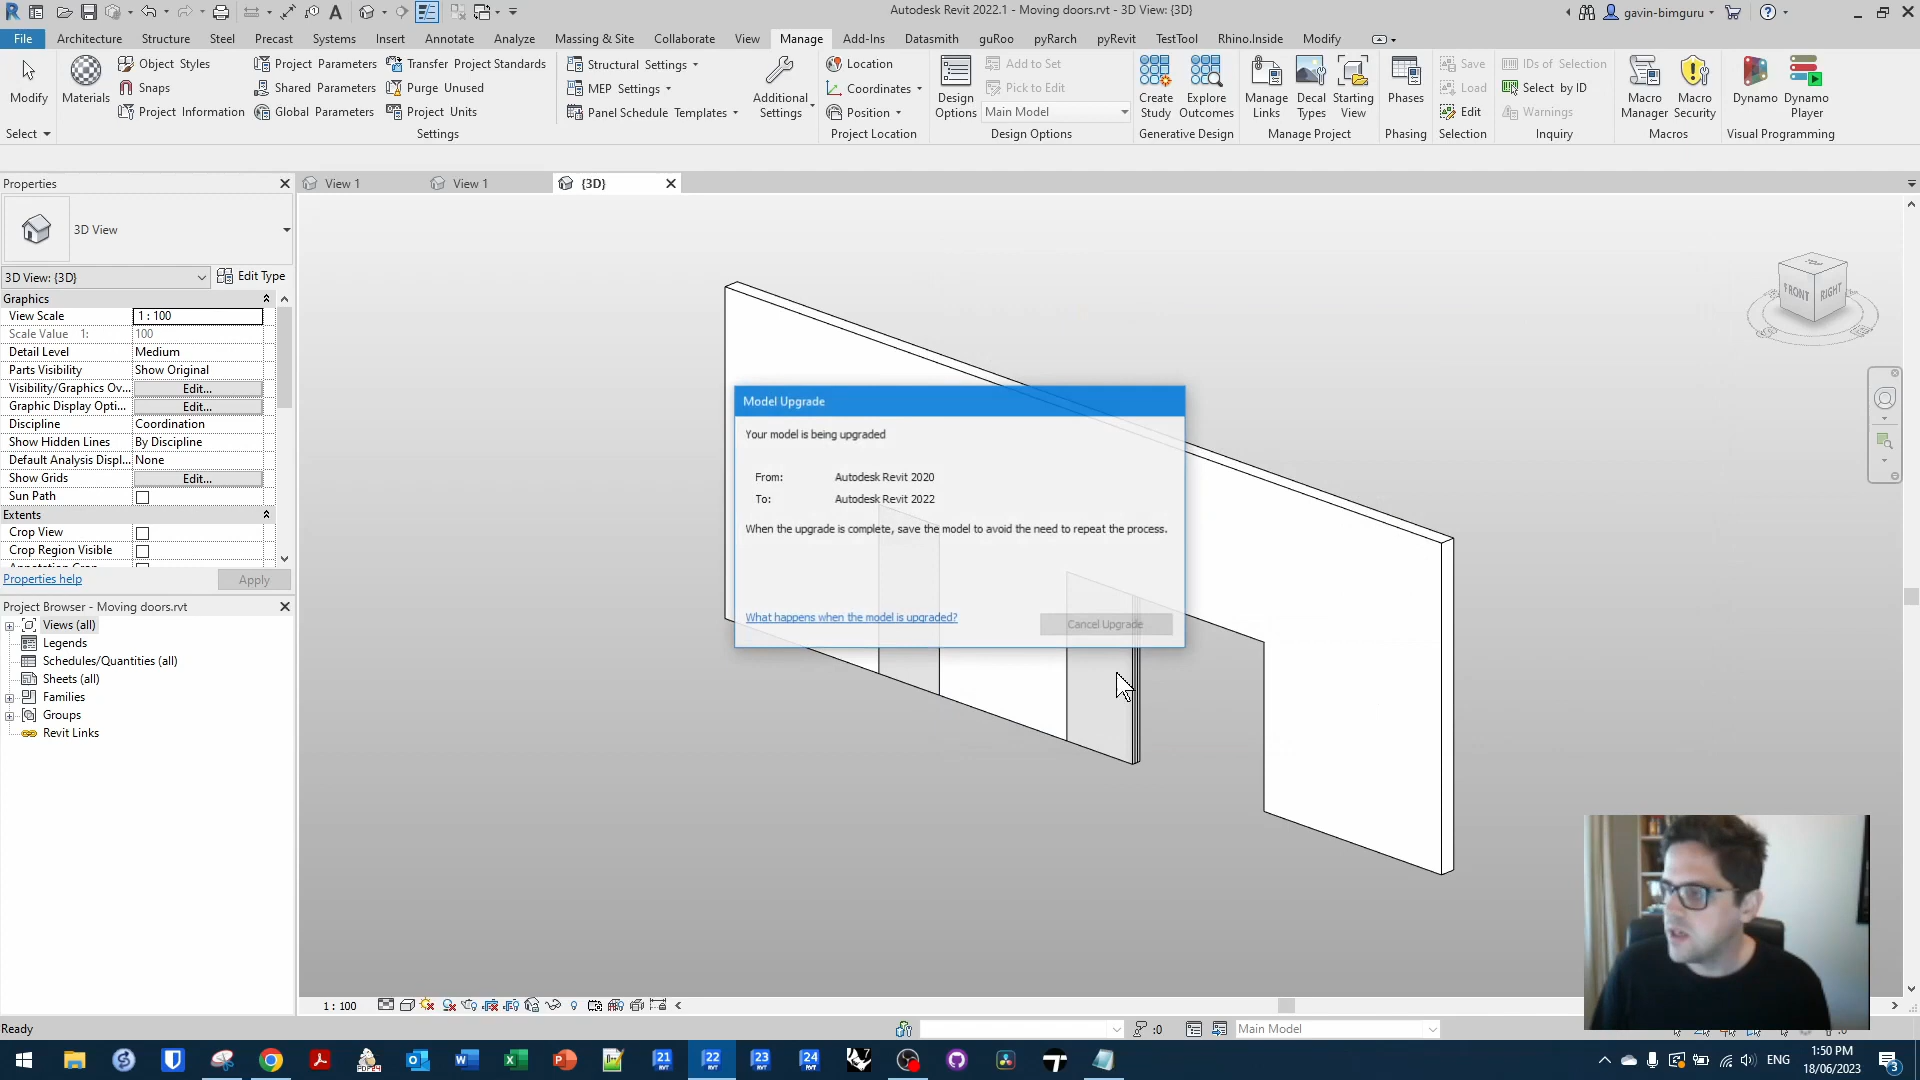 Autodesk Revit 2022.1 - Moving doors.rvt - 3D View: {3D}
gavin-bimguru
File
Architecture
Structure
Steel
Precast
Systems
Insert
Annotate
Analyze
Massing & Site
Collaborate
View
Manage
Add-Ins
Datasmith
guRoo
pyRarch
pyRevit
TestTool
Rhino.Inside
Modify
Modify
Select
Materials
Object Styles
Snaps
Project Information
Project Parameters
Shared Parameters
Global Parameters
Transfer Project Standards
Purge Unused
Project Units
Settings
Structural Settings
MEP Settings
Panel Schedule Templates
Additional
Settings
Location
Coordinates
Position
Project Location
Design
Options
Add to Set
Pick to Edit
Main Model
Design Options
Create
Study
Explore
Outcomes
Generative Design
Manage
Links
Decal
Types
Starting
View
Manage Project
Phases
Phasing
Save
Load
Edit
Selection
IDs of Selection
Select by ID
Warnings
Inquiry
Macro
Manager
Macro
Security
Macros
Dynamo
Dynamo
Player
Visual Programming
Properties
View 1
View 1
{3D}
3D View
3D View: {3D}
Edit Type
Graphics
View Scale
1 : 100
Scale Value 1:
100
Detail Level
Medium
Parts Visibility
Show Original
Visibility/Graphics Ov...
Edit...
Graphic Display Opti...
Edit...
Discipline
Coordination
Show Hidden Lines
By Discipline
Default Analysis Displ...
None
Show Grids
Edit...
Sun Path
Extents
Crop View
Crop Region Visible
Properties help
Apply
Project Browser - Moving doors.rvt
Views (all)
Legends
Schedules/Quantities (all)
Sheets (all)
Families
Groups
Revit Links
FRONT
RIGHT
Model Upgrade
Your model is being upgraded
From:
Autodesk Revit 2020
To:
Autodesk Revit 2022
When the upgrade is complete, save the model to avoid the need to repeat the process.
What happens when the model is upgraded?
Cancel Upgrade
1 : 100
Ready
:0
Main Model
:0
21
RVT
22
RVT
23
RVT
24
RVT
ENG
1:50 PM
18/06/2023
3